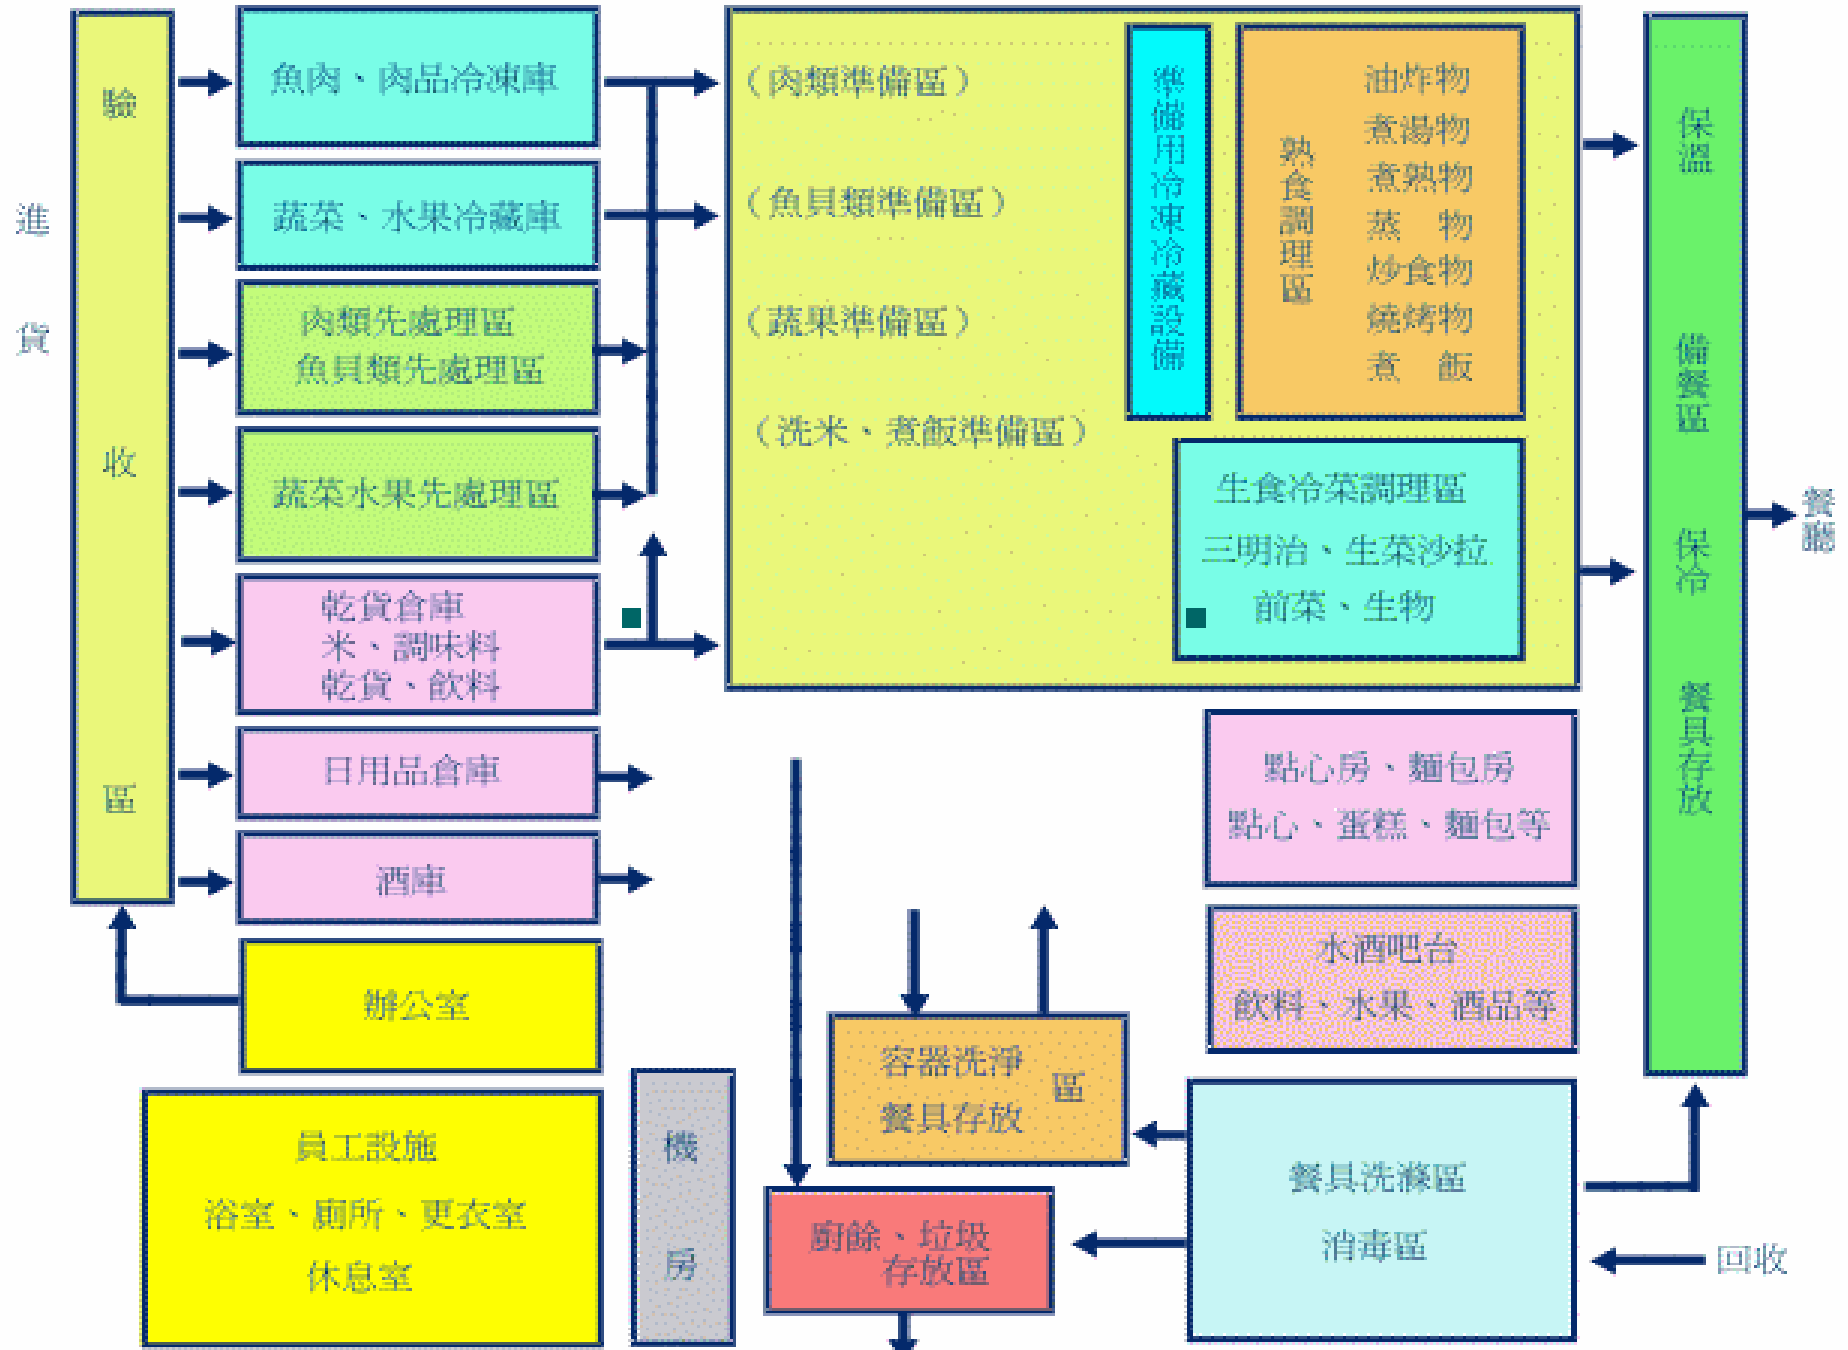 進貨
驗收區
魚肉、肉品冷凍庫
蔬菜、水果冷藏庫
肉類先處理區
魚貝類先處理區
蔬菜水果先處理區
乾貨倉庫
米、調味料
乾貨、飲料
日用品倉庫
酒庫
辦公室
員工設施
浴室、廁所、更衣室
休息室
機房
（肉類準備區）
（魚貝類準備區）
（蔬果準備區）
（洗米、煮飯準備區）
準備用冷凍冷藏設備
熟食調理區
油炸物
煮湯物
煮熟物
蒸　物
炒食物
燒烤物
煮　飯
生食冷菜調理區
三明治、生菜沙拉
前菜、生物
點心房、麵包房
點心、蛋糕、麵包等
水酒吧台
飲料、水果、酒品等
容器洗淨
餐具存放
區
廚餘、垃圾
存放區
餐具洗滌區
消毒區
保溫
備餐區
保冷
餐具存放
餐廳
回收